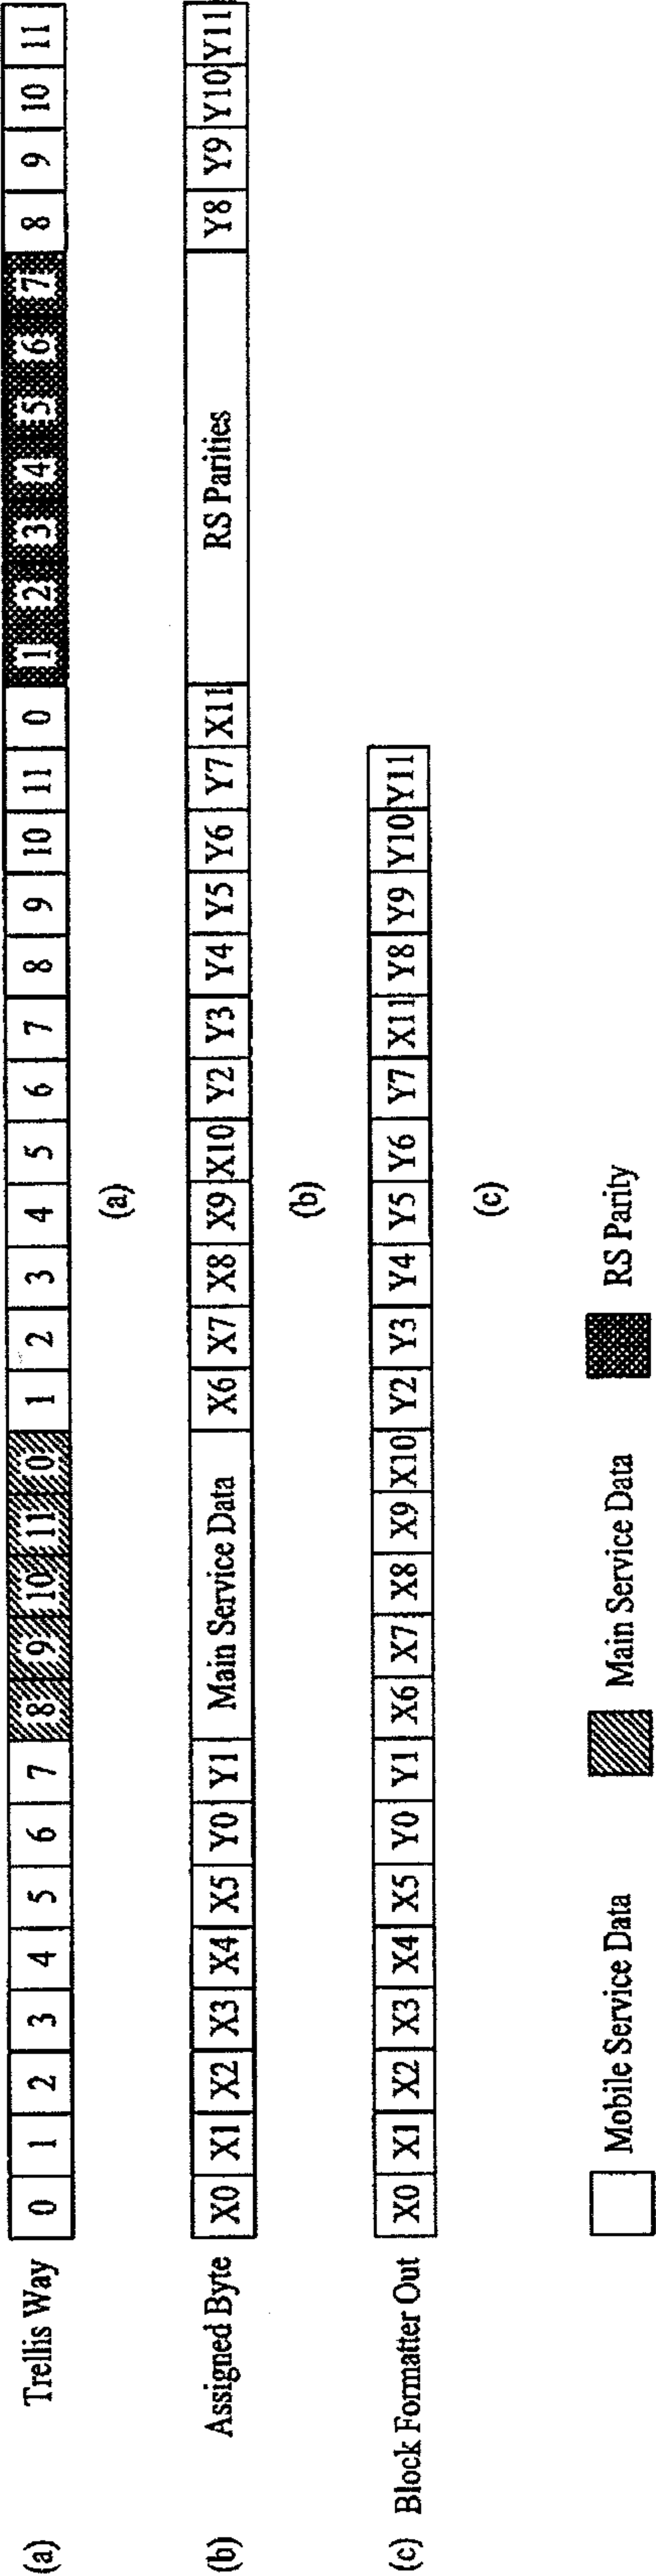 (a) Trellis Way 0 1 2 3 4 5 6 7 8 9 10 11 0 1 2 3 4 5 6 7 8 9 10 11 0 1 2 3 4 5 6 7 8 9 10 11
(a)
(b) Assigned Byte X0 X1 X2 X3 X4 X5 Y0 Y1 Main Service Data X6 X7 X8 X9 X10 Y2 Y3 Y4 Y5 Y6 Y7 X11 RS Parities Y8 Y9 Y10 Y11
(b)
(c) Block Formatter Out X0 X1 X2 X3 X4 X5 Y0 Y1 X6 X7 X8 X9 X10 Y2 Y3 Y4 Y5 Y6 Y7 X11 Y8 Y9 Y10 Y11
(c)
Mobile Service Data Main Service Data RS Parity